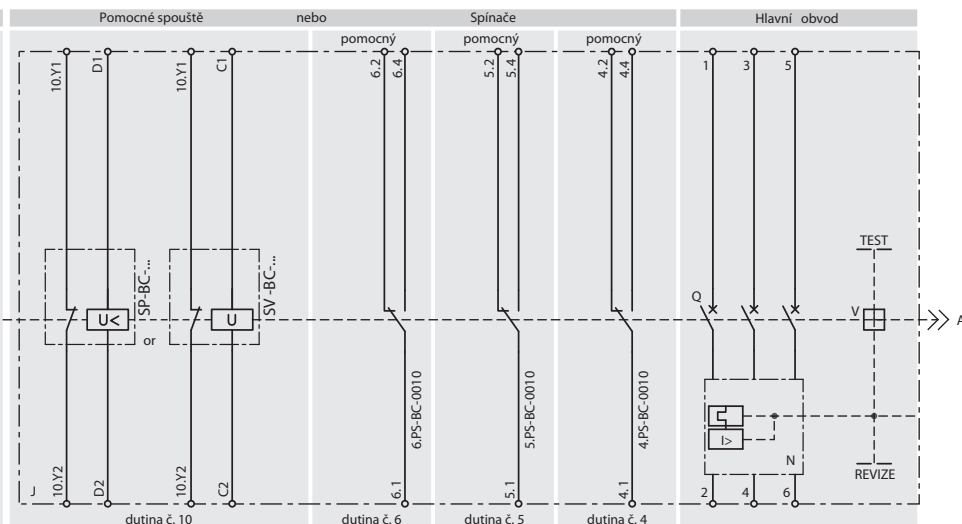 Pomocné spouště nebo Spínače Hlavní obvod
pomocný pomocný pomocný
10.Y1 D1 10.Y1 C1 6.2 6.4 5.2 5.4 4.2 4.4 1 3 5
TEST
SP-BC-... SV -BC-...
Q V
U< U
A
or
6.PS-BC-0010 5.PS-BC-0010 4.PS-BC-0010
I>
N
REVIZE
J 10.Y2 D2 10.Y2 C2 6.1 5.1 4.1 2 4 6
dutina č. 10 dutina č. 6 dutina č. 5 dutina č. 4